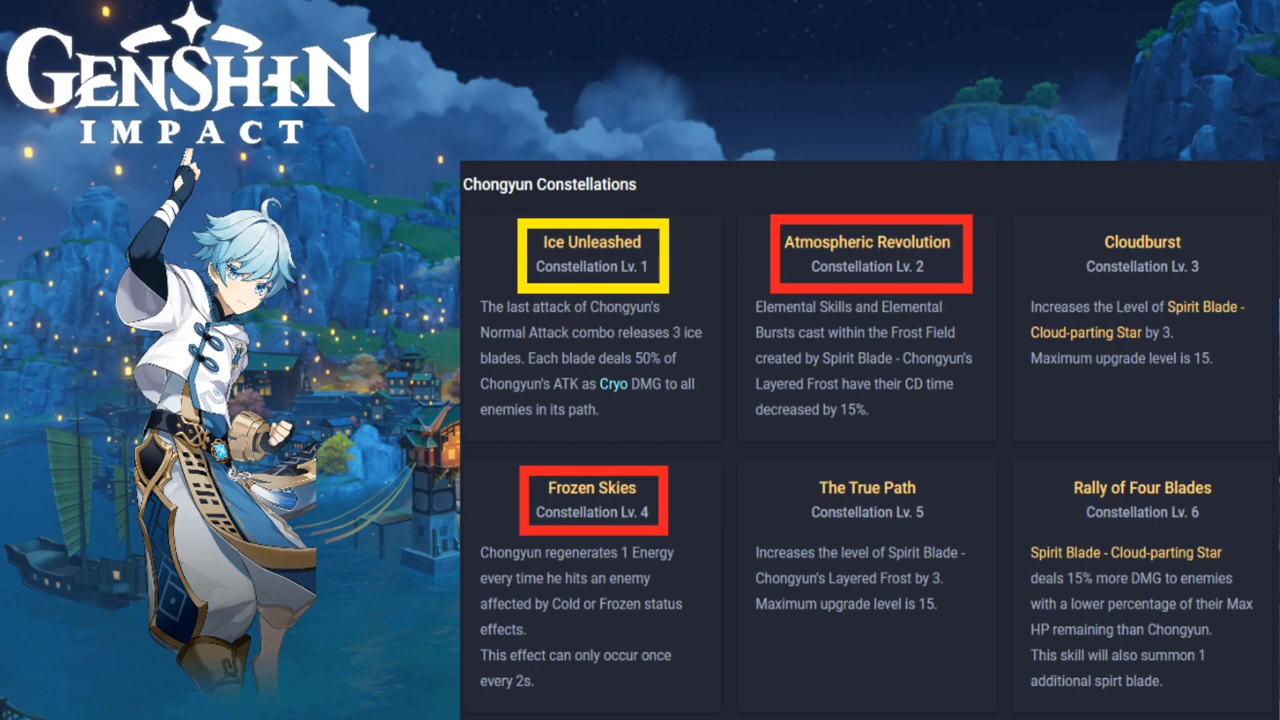 GENSHIN
IMPACT
Chongyun Constellations
Ice Unleashed
Constellation Lv. 1
The last attack of Chongyun's
Normal Attack combo releases 3 ice
blades. Each blade deals 50% of
Chongyun's ATK as Cryo DMG to all
enemies in its path.
Atmospheric Revolution
Constellation Lv. 2
Elemental Skills and Elemental
Bursts cast within the Frost Field
created by Spirit Blade - Chongyun's
Layered Frost have their CD time
decreased by 15%.
Cloudburst
Constellation Lv. 3
Increases the Level of Spirit Blade -
Cloud-parting Star by 3.
Maximum upgrade level is 15.
Frozen Skies
Constellation Lv. 4
Chongyun regenerates 1 Energy
every time he hits an enemy
affected by Cold or Frozen status
effects.
This effect can only occur once
every 2s.
The True Path
Constellation Lv. 5
Increases the level of Spirit Blade -
Chongyun's Layered Frost by 3.
Maximum upgrade level is 15.
Rally of Four Blades
Constellation Lv. 6
Spirit Blade - Cloud-parting Star
deals 15% more DMG to enemies
with a lower percentage of their Max
HP remaining than Chongyun.
This skill will also summon 1
additional spirt blade.